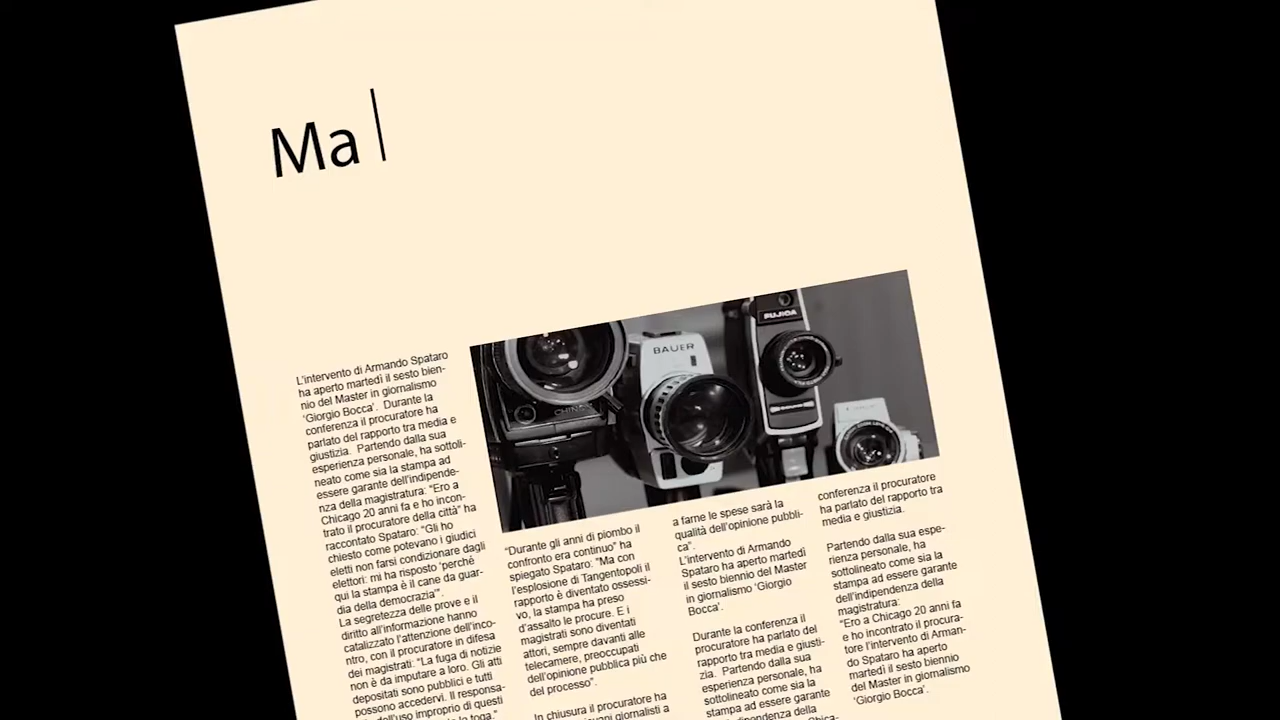 Ma
L'intervento di Armando Spataro
ha aperto martedì il sesto bien-
nio del Master in giornalismo
'Giorgio Bocca'. Durante la
conferenza il procuratore ha
parlato del rapporto tra media e
giustizia. Partendo dalla sua
esperienza personale, ha sottoli-
neato come sia la stampa ad
essere garante dell'indipende-
nza della magistratura: "Ero a
Chicago 20 anni fa e ho incon-
trato il procuratore della città" ha
raccontato Spataro: "Gli ho
chiesto come potevano i giudici
eletti non farsi condizionare dagli
elettori: mi ha risposto 'perchè
qui la stampa è il cane da guar-
dia della democrazia'".
La segretezza delle prove e il
diritto all'informazione hanno
catalizzato l'attenzione dell'inco-
ntro, con il procuratore in difesa
dei magistrati: "La fuga di notizie
non è da imputare a loro. Gli atti
depositati sono pubblici e tutti
possono accedervi. Il responsa-
dell'uso improprio di questi
la toga."
CHINON
BAUER
FUJICA
"Durante gli anni di piombo il
confronto era continuo" ha
spiegato Spataro: "Ma con
l'esplosione di Tangentopoli il
rapporto è diventato ossessi-
vo, la stampa ha preso
d'assalto le procure. E i
magistrati sono diventati
attori, sempre davanti alle
telecamere, preoccupati
dell'opinione pubblica più che
del processo".
In chiusura il procuratore ha
giovani giornalisti a
a farne le spese sarà la
qualità dell'opinione pubbli-
ca".
L'intervento di Armando
Spataro ha aperto martedì
il sesto biennio del Master
in giornalismo 'Giorgio
Bocca'.
Durante la conferenza il
procuratore ha parlato del
rapporto tra media e giusti-
zia. Partendo dalla sua
esperienza personale, ha
sottolineato come sia la
stampa ad essere garante
dell'indipendenza della
conferenza il procuratore
ha parlato del rapporto tra
media e giustizia.
Partendo dalla sua espe-
rienza personale, ha
sottolineato come sia la
stampa ad essere garante
dell'indipendenza della
magistratura:
"Ero a Chicago 20 anni fa
e ho incontrato il procura-
tore l'intervento di Arman-
do Spataro ha aperto
martedì il sesto biennio
del Master in giornalismo
'Giorgio Bocca'.